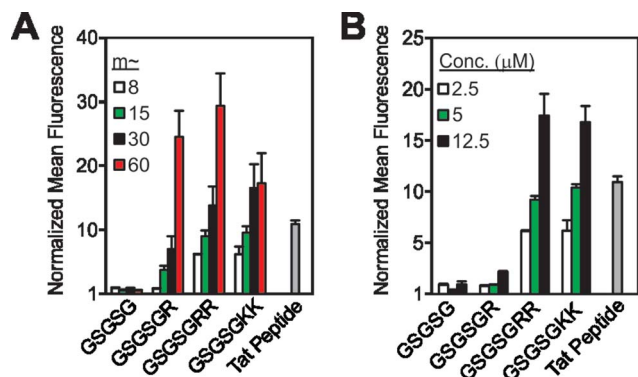 A
Normalized Mean Fluorescence
40
30
20
10
1
m~
8
15
30
60
GSGSG
GSGSGR
GSGSGRR
GSGSGKK
Tat Peptide
B
Normalized Mean Fluorescence
25
20
15
10
5
1
Conc. (μM)
2.5
5
12.5
GSGSG
GSGSGR
GSGSGRR
GSGSGKK
Tat Peptide